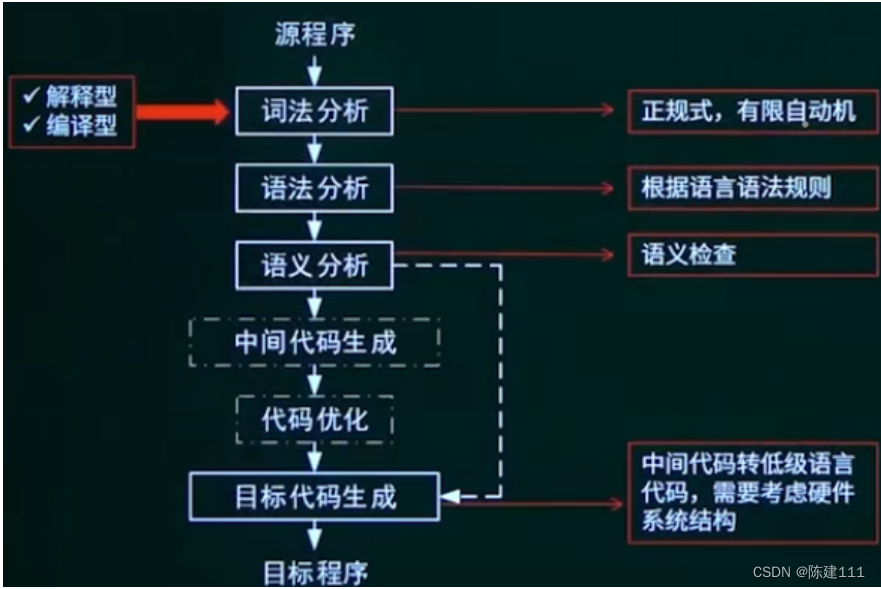 源程序
✓ 解释型
✓ 编译型
词法分析
正规式，有限自动机
语法分析
根据语言语法规则
语义分析
语义检查
中间代码生成
代码优化
目标代码生成
中间代码转低级语言
代码，需要考虑硬件
系统结构
目标程序
CSDN @陈建111